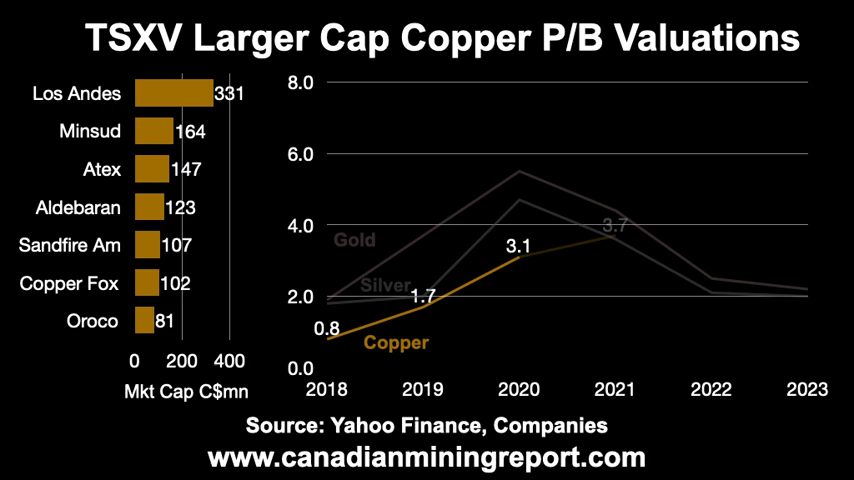 TSXV Larger Cap Copper P/B Valuations
Los Andes 331
Minsud 164
Atex 147
Aldebaran 123
Sandfire Am 107
Copper Fox 102
Oroco 81
0 200 400
Mkt Cap C$mn
8.0
6.0
4.0
2.0
0.0
Gold
Silver
Copper
0.8
1.7
3.1
3.7
2018 2019 2020 2021 2022 2023
Source: Yahoo Finance, Companies
www.canadianminingreport.com